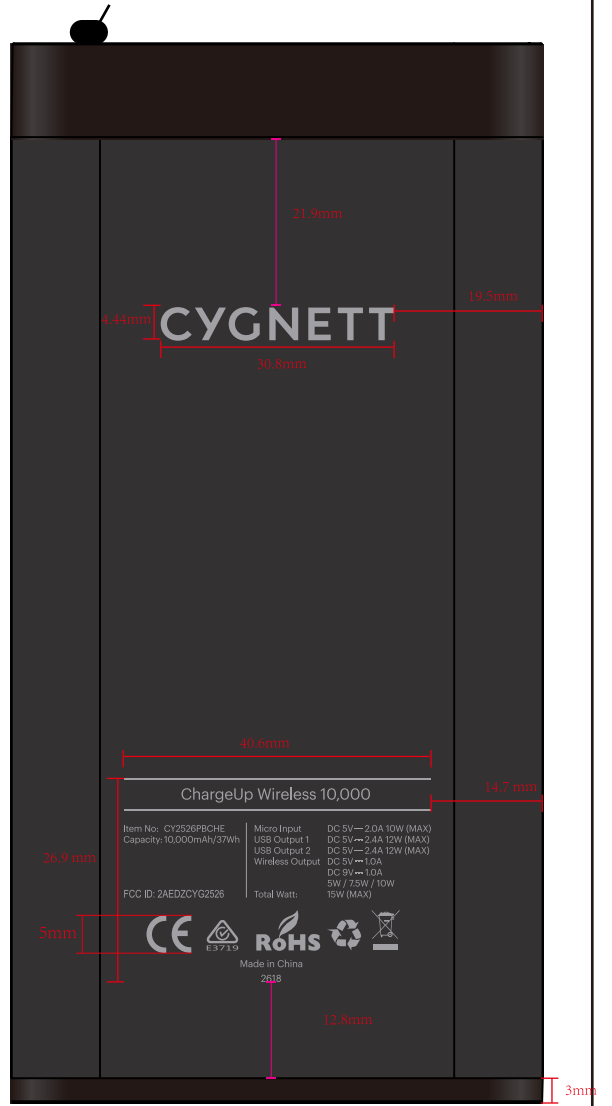 21.9mm
19.5mm
4.44mm
CYGNETT
30.8mm
40.6mm
ChargeUp Wireless 10,000
14.7 mm
26.9 mm
Item No: CY2526PBCHE
Capacity: 10,000mAh/37Wh
FCC ID: 2AEDZCYG2526
Micro Input DC 5V⎓2.0A 10W (MAX)
USB Output 1 DC 5V⎓2.4A 12W (MAX)
USB Output 2 DC 5V⎓2.4A 12W (MAX)
Wireless Output DC 5V⎓1.0A
DC 9V⎓1.0A
5W / 7.5W / 10W
Total Watt: 15W (MAX)
5mm
CE
E3719
RoHS
Made in China
2618
12.8mm
3mm